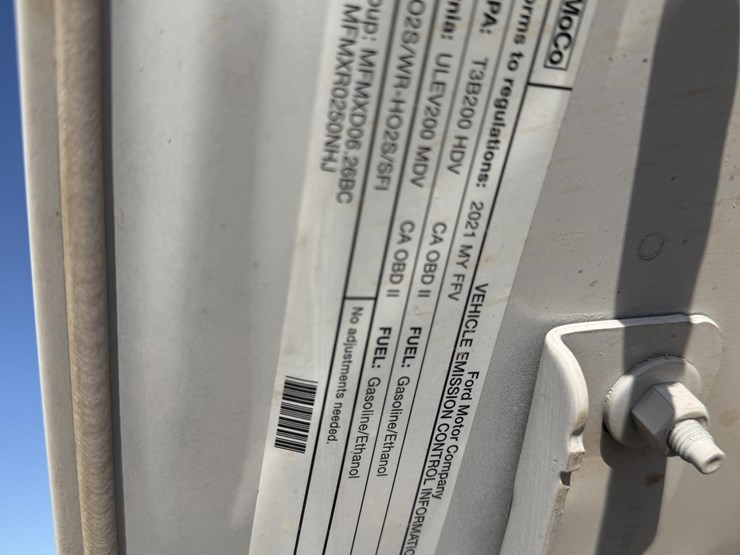 MoCo
Ford Motor Company
VEHICLE EMISSION CONTROL INFORMATIO
orms to regulations: 2021 MY FFV
PA: T3B200 HDV CA OBD II FUEL: Gasoline/Ethanol
nia: ULEV200 MDV CA OBD II FUEL: Gasoline/Ethanol
O2S/WR-HO2S/SFI No adjustments needed.
oup: MFMXD06.26BC
MFMXR0250NHJ